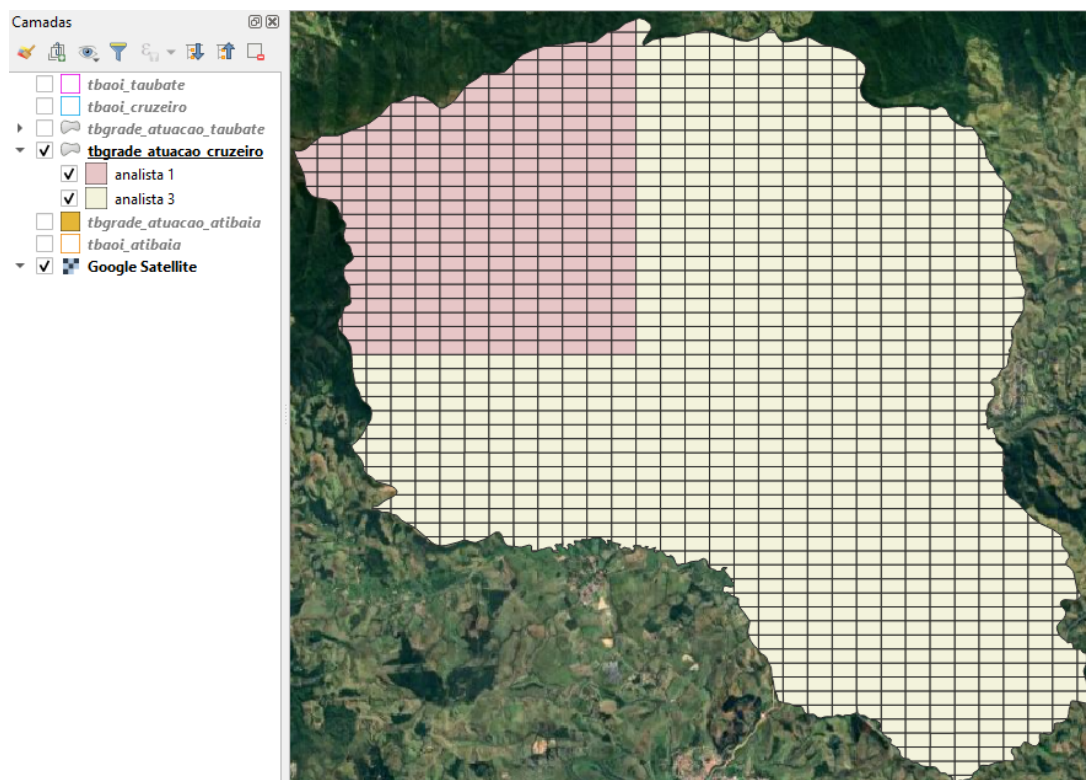 Camadas
tbaoi_taubate
tbaoi_cruzeiro
tbgrade_atuacao_taubate
tbgrade_atuacao_cruzeiro
analista 1
analista 3
tbgrade_atuacao_atibaia
tbaoi_atibaia
Google Satellite